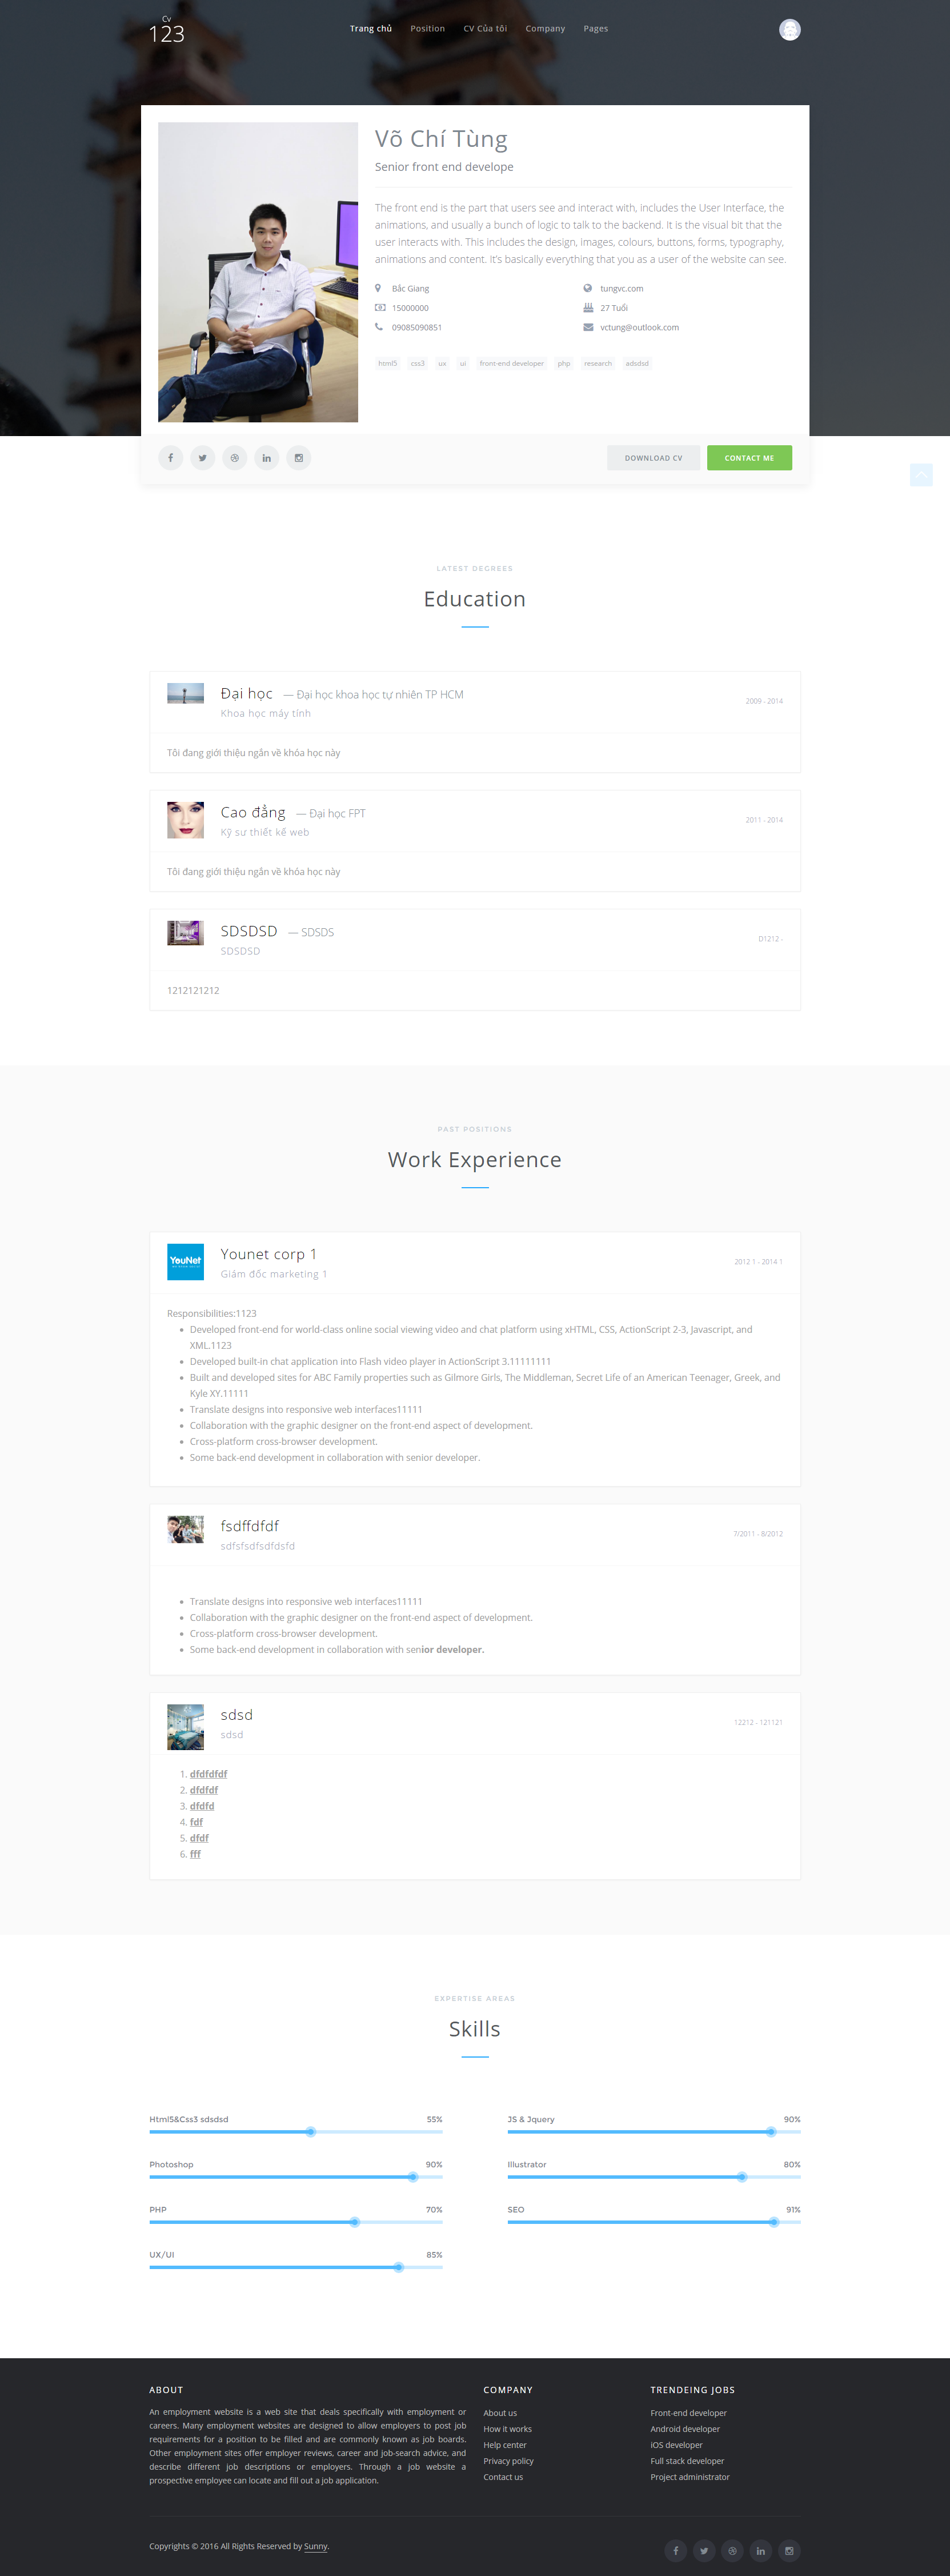 Cv
123
Trang chủ Position CV Của tôi Company Pages
Võ Chí Tùng
Senior front end develope
The front end is the part that users see and interact with, includes the User Interface, the
animations, and usually a bunch of logic to talk to the backend. It is the visual bit that the
user interacts with. This includes the design, images, colours, buttons, forms, typography,
animations and content. It's basically everything that you as a user of the website can see.
Bắc Giang tungvc.com
15000000 27 Tuổi
09085090851 vctung@outlook.com
html5 css3 ux ui front-end developer php research adsdsd
DOWNLOAD CV CONTACT ME
LATEST DEGREES
Education
Đại học — Đại học khoa học tự nhiên TP HCM
2009 - 2014
Khoa học máy tính
Tôi đang giới thiệu ngắn về khóa học này
Cao đẳng — Đại học FPT
2011 - 2014
Kỹ sư thiết kế web
Tôi đang giới thiệu ngắn về khóa học này
SDSDSD — SDSDS
D1212 -
SDSDSD
1212121212
PAST POSITIONS
Work Experience
YouNet
Younet corp 1
2012 1 - 2014 1
Giám đốc marketing 1
Responsibilities:1123
Developed front-end for world-class online social viewing video and chat platform using xHTML, CSS, ActionScript 2-3, Javascript, and
XML.1123
Developed built-in chat application into Flash video player in ActionScript 3.11111111
Built and developed sites for ABC Family properties such as Gilmore Girls, The Middleman, Secret Life of an American Teenager, Greek, and
Kyle XY.11111
Translate designs into responsive web interfaces11111
Collaboration with the graphic designer on the front-end aspect of development.
Cross-platform cross-browser development.
Some back-end development in collaboration with senior developer.
fsdffdfdf
7/2011 - 8/2012
sdfsfsdfsdfdsfd
Translate designs into responsive web interfaces11111
Collaboration with the graphic designer on the front-end aspect of development.
Cross-platform cross-browser development.
Some back-end development in collaboration with senior developer.
sdsd
12212 - 121121
sdsd
1. dfdfdfdf
2. dfdfdf
3. dfdfd
4. fdf
5. dfdf
6. fff
EXPERTISE AREAS
Skills
Html5&Css3 sdsdsd 55% JS & Jquery 90%
Photoshop 90% Illustrator 80%
PHP 70% SEO 91%
UX/UI 85%
ABOUT
An employment website is a web site that deals specifically with employment or
careers. Many employment websites are designed to allow employers to post job
requirements for a position to be filled and are commonly known as job boards.
Other employment sites offer employer reviews, career and job-search advice, and
describe different job descriptions or employers. Through a job website a
prospective employee can locate and fill out a job application.
COMPANY
About us
How it works
Help center
Privacy policy
Contact us
TRENDEING JOBS
Front-end developer
Android developer
iOS developer
Full stack developer
Project administrator
Copyrights © 2016 All Rights Reserved by Sunny.